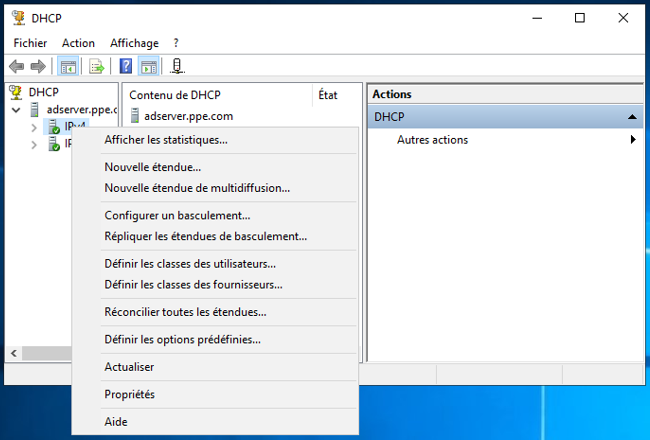 DHCP
Fichier Action Affichage ?
DHCP
adserver.ppe.c
IPv4
Contenu de DHCP État
adserver.ppe.com
Actions
DHCP
Autres actions
Afficher les statistiques...
Nouvelle étendue...
Nouvelle étendue de multidiffusion...
Configurer un basculement...
Répliquer les étendues de basculement...
Définir les classes des utilisateurs...
Définir les classes des fournisseurs...
Réconcilier toutes les étendues...
Définir les options prédéfinies...
Actualiser
Propriétés
Aide